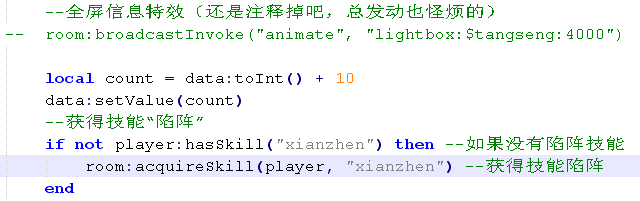 --全屏信息特效（还是注释掉吧，总发动也怪烦的）
--  room:broadcastInvoke("animate", "lightbox:$tangseng:4000")
local count = data:toInt() + 10
data:setValue(count)
--获得技能“陷阵”
if not player:hasSkill("xianzhen") then --如果没有陷阵技能
room:acquireSkill(player, "xianzhen") --获得技能陷阵
end